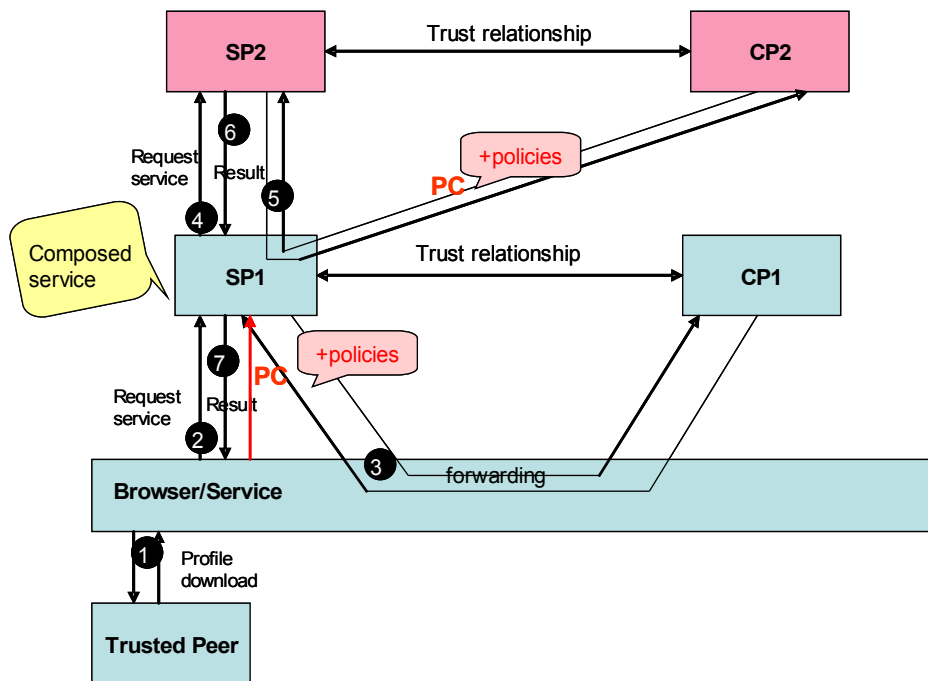 Trust relationship
SP2
CP2
6
+policies
Request
service
Result
PC
5
4
Composed
service
Trust relationship
SP1
CP1
7
+policies
PC
Request
service
Result
2
3
forwarding
Browser/Service
1
Profile
download
Trusted Peer